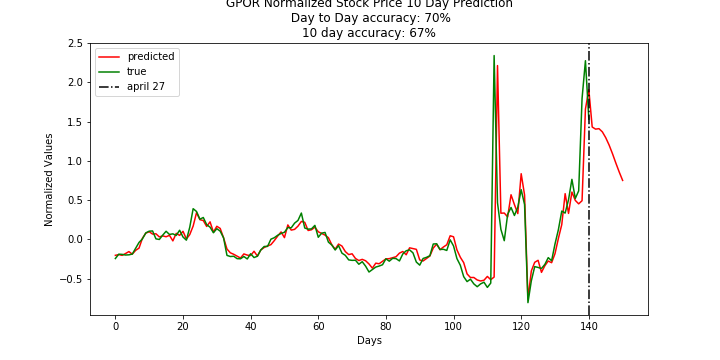 GPOR Normalized Stock Price 10 Day Prediction
Day to Day accuracy: 70%
10 day accuracy: 67%
predicted
true
april 27
Normalized Values
2.5
2.0
1.5
1.0
0.5
0.0
−0.5
0
20
40
60
80
100
120
140
Days